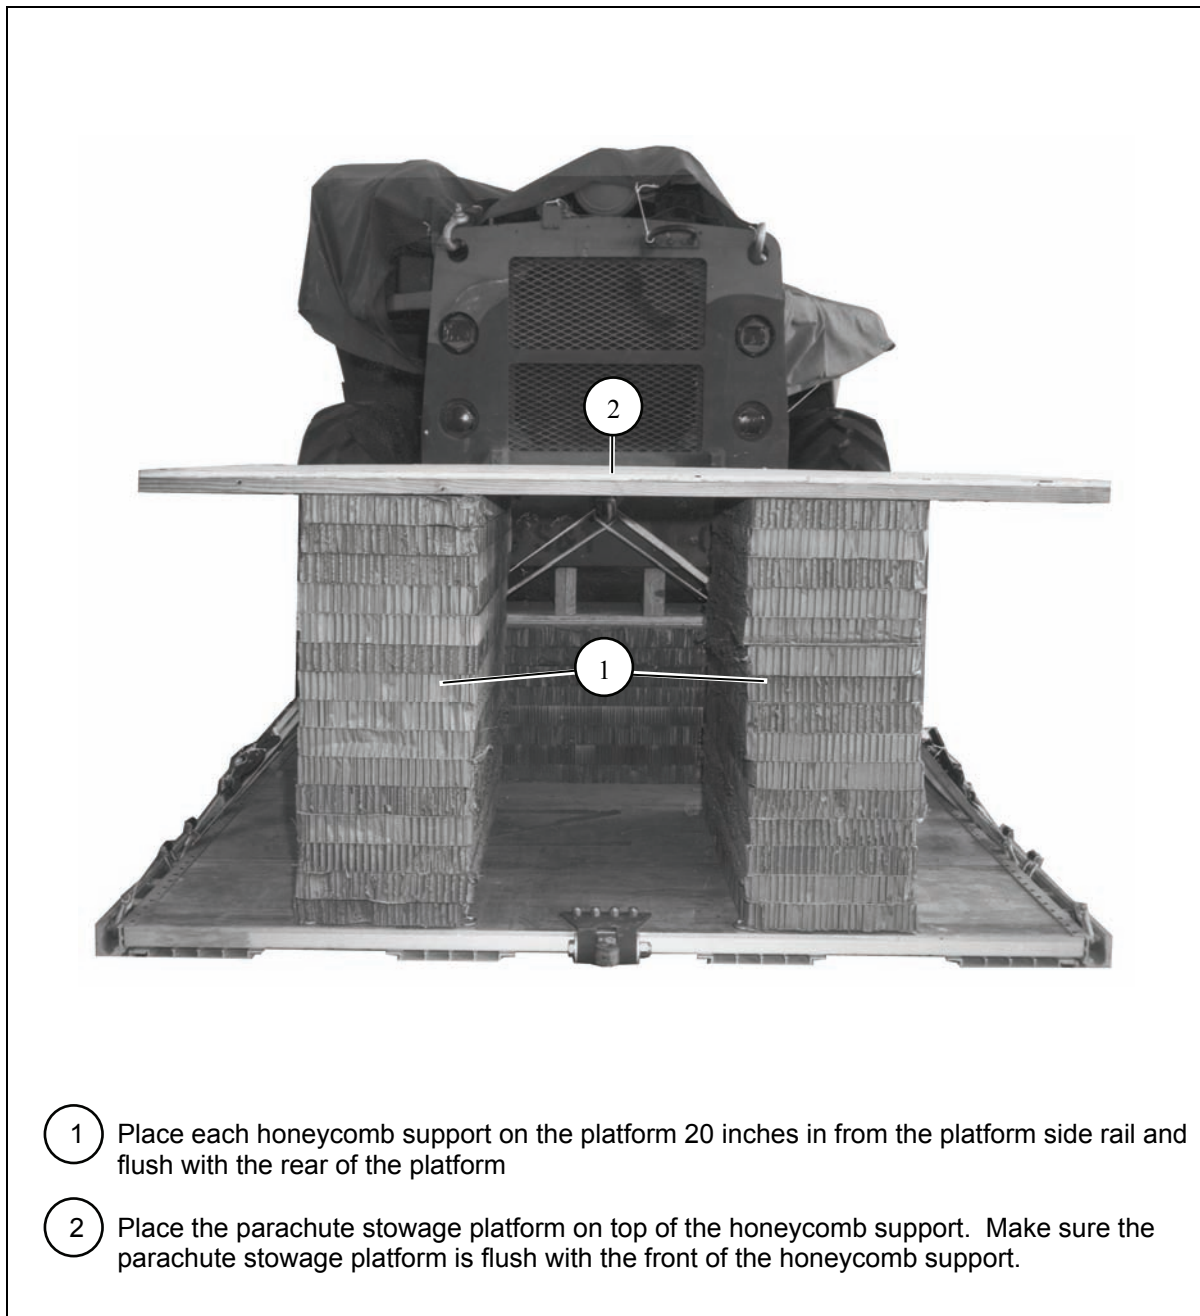 2
1
1 Place each honeycomb support on the platform 20 inches in from the platform side rail and
flush with the rear of the platform
2 Place the parachute stowage platform on top of the honeycomb support.  Make sure the
parachute stowage platform is flush with the front of the honeycomb support.